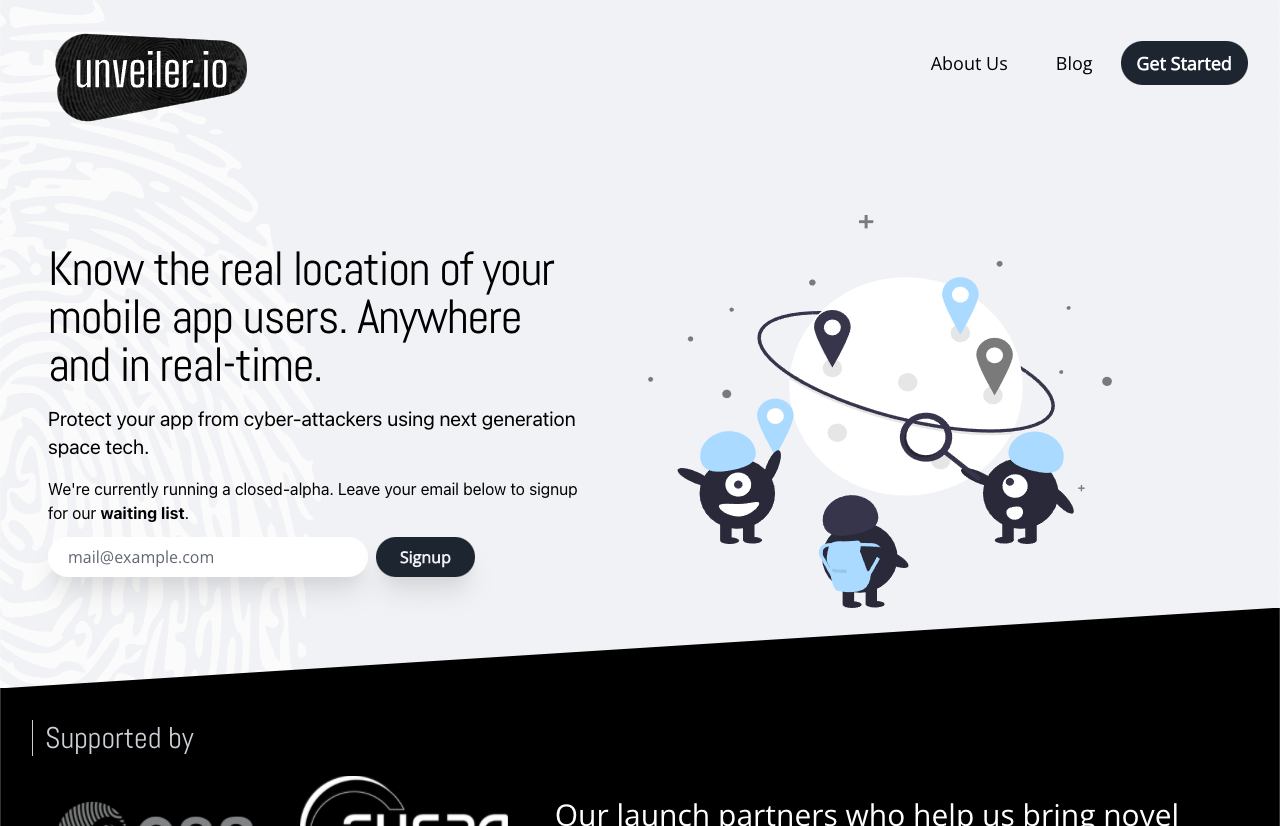 unveiler.io
About Us
Blog
Get Started
Know the real location of your
mobile app users. Anywhere
and in real-time.
Protect your app from cyber-attackers using next generation
space tech.
We're currently running a closed-alpha. Leave your email below to signup
for our waiting list.
mail@example.com
Signup
Supported by
Our launch partners who help us bring novel